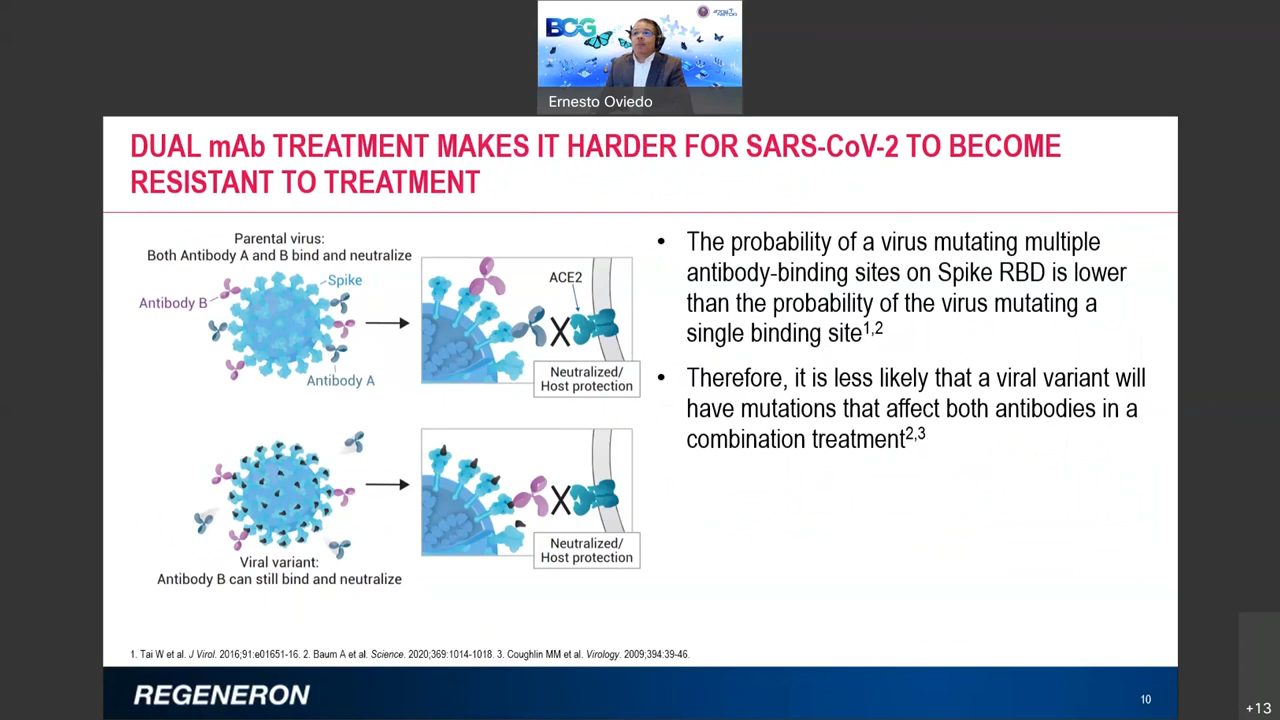 BCG
Ernesto Oviedo
DUAL mAb TREATMENT MAKES IT HARDER FOR SARS-CoV-2 TO BECOME
RESISTANT TO TREATMENT
Parental virus:
Both Antibody A and B bind and neutralize
Spike
Antibody B
Antibody A
ACE2
Neutralized/
Host protection
Viral variant:
Antibody B can still bind and neutralize
Neutralized/
Host protection
• The probability of a virus mutating multiple
antibody-binding sites on Spike RBD is lower
than the probability of the virus mutating a
single binding site1,2
• Therefore, it is less likely that a viral variant will
have mutations that affect both antibodies in a
combination treatment2,3
1. Tai W et al. J Virol. 2016;91:e01651-16. 2. Baum A et al. Science. 2020;369:1014-1018. 3. Coughlin MM et al. Virology. 2009;394:39-46.
REGENERON
10
+13